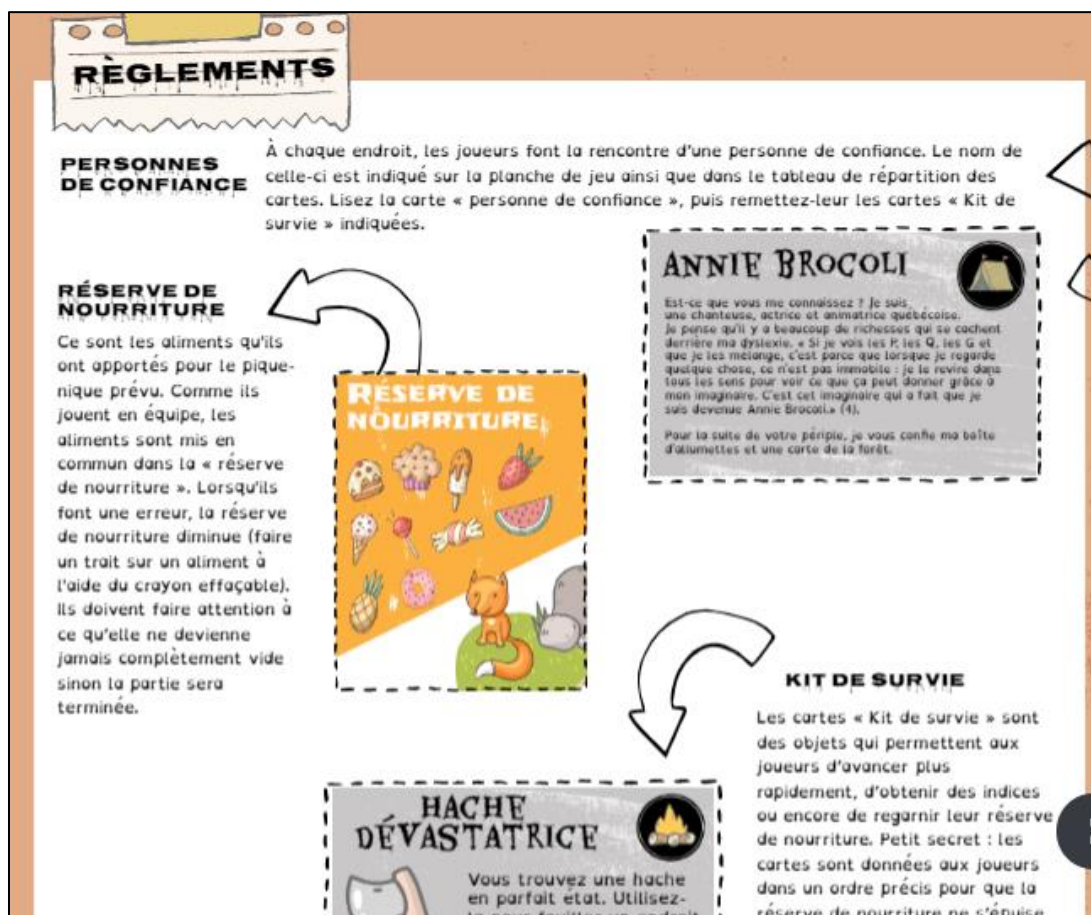 RÈGLEMENTS
PERSONNES
DE CONFIANCE
À chaque endroit, les joueurs font la rencontre d'une personne de confiance. Le nom de
celle-ci est indiqué sur la planche de jeu ainsi que dans le tableau de répartition des
cartes. Lisez la carte « personne de confiance », puis remettez-leur les cartes « Kit de
survie » indiquées.
ANNIE BROCOLI
Est-ce que vous me connaissez ? Je suis
une chanteuse, actrice et animatrice québécoise.
Je pense qu'il y a beaucoup de richesses qui se cachent
derrière ma dyslexie. « Si je vois les P, les Q, les G et
que je les mélange, c'est parce que lorsque je regarde
quelque chose, ce n'est pas immobile : je le revire dans
tous les sens pour voir ce que ça peut donner grâce à
mon imaginaire. C'est cet imaginaire qui a fait que je
suis devenue Annie Brocoli.» (4).
Pour la suite de votre périple, je vous confie ma boîte
d'allumettes et une carte de la forêt.
RÉSERVE DE
NOURRITURE
Ce sont les aliments qu'ils
ont apportés pour le pique-
nique prévu. Comme ils
jouent en équipe, les
aliments sont mis en
commun dans la « réserve
de nourriture ». Lorsqu'ils
font une erreur, la réserve
de nourriture diminue (faire
un trait sur un aliment à
l'aide du crayon effaçable).
Ils doivent faire attention à
ce qu'elle ne devienne
jamais complètement vide
sinon la partie sera
terminée.
RÉSERVE DE
NOURRITURE
KIT DE SURVIE
Les cartes « Kit de survie » sont
des objets qui permettent aux
joueurs d'avancer plus
rapidement, d'obtenir des indices
ou encore de regarnir leur réserve
de nourriture. Petit secret : les
cartes sont données aux joueurs
dans un ordre précis pour que la
réserve de nourriture ne s'épuise
HACHE
DÉVASTATRICE
Vous trouvez une hache
en parfait état. Utilisez-